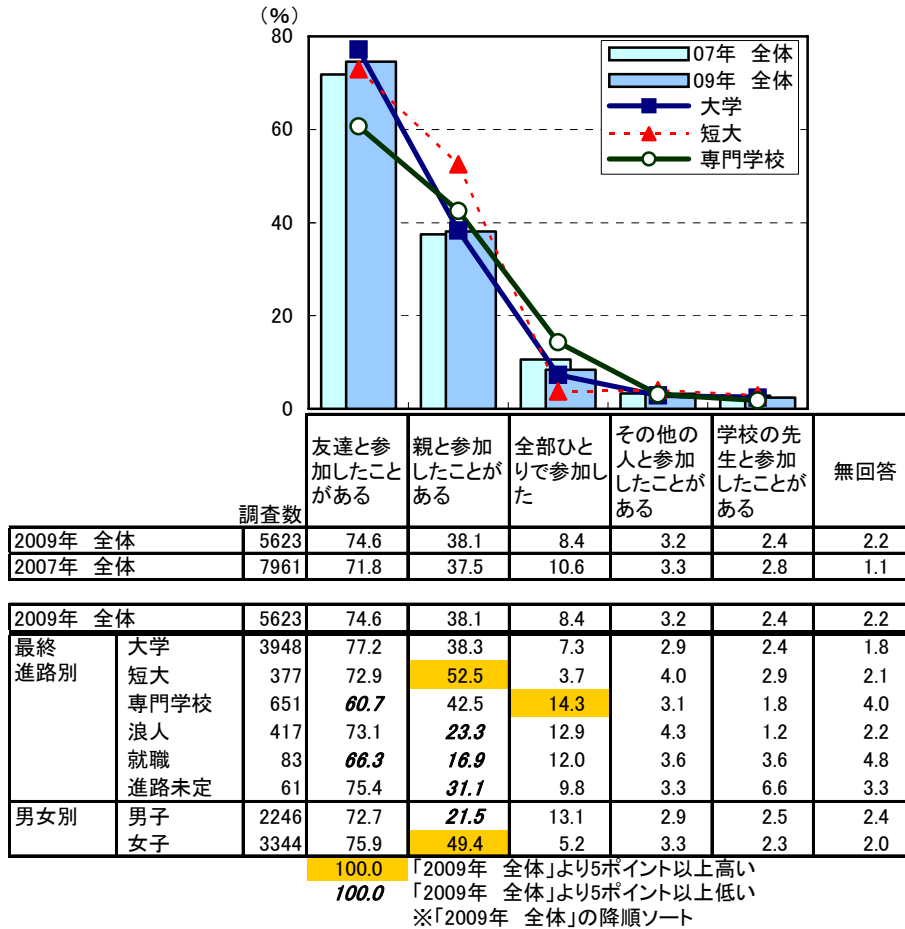 (%)
80
60
40
20
0
07年 全体
09年 全体
大学
短大
専門学校
調査数
友達と参
加したこと
がある
親と参加
したことが
ある
全部ひと
りで参加し
た
その他の
人と参加
したことが
ある
学校の先
生と参加
したことが
ある
無回答
2009年 全体 5623 74.6 38.1 8.4 3.2 2.4 2.2
2007年 全体 7961 71.8 37.5 10.6 3.3 2.8 1.1
2009年 全体 5623 74.6 38.1 8.4 3.2 2.4 2.2
最終 大学 3948 77.2 38.3 7.3 2.9 2.5 1.8
進路別 短大 377 72.9 52.5 3.7 4.0 2.9 2.1
専門学校 651 60.7 42.5 14.3 3.1 1.8 4.0
浪人 417 73.1 23.3 12.9 4.3 1.2 2.2
就職 83 66.3 16.9 12.0 3.6 3.6 4.8
進路未定 61 75.4 31.1 9.8 3.3 6.6 3.3
男女別 男子 2246 72.7 21.5 13.1 2.9 2.5 2.4
女子 3344 75.9 49.4 5.2 3.3 2.3 2.0
100.0 「2009年 全体」より5ポイント以上高い
100.0 「2009年 全体」より5ポイント以上低い
※「2009年 全体」の降順ソート